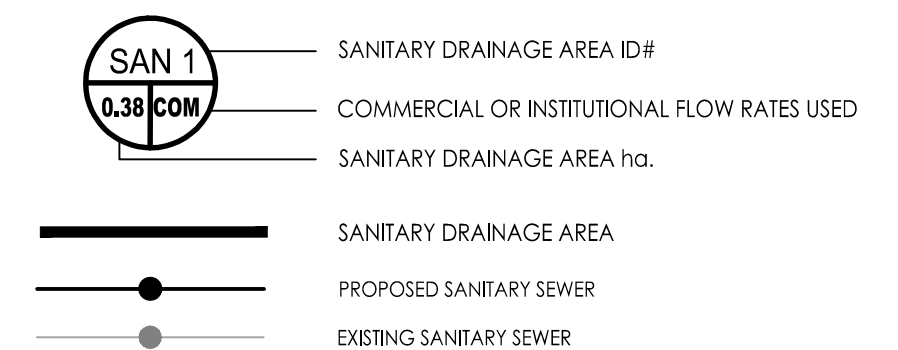 SAN 1
0.38 COM
SANITARY DRAINAGE AREA ID#
COMMERCIAL OR INSTITUTIONAL FLOW RATES USED
SANITARY DRAINAGE AREA ha.
SANITARY DRAINAGE AREA
PROPOSED SANITARY SEWER
EXISTING SANITARY SEWER